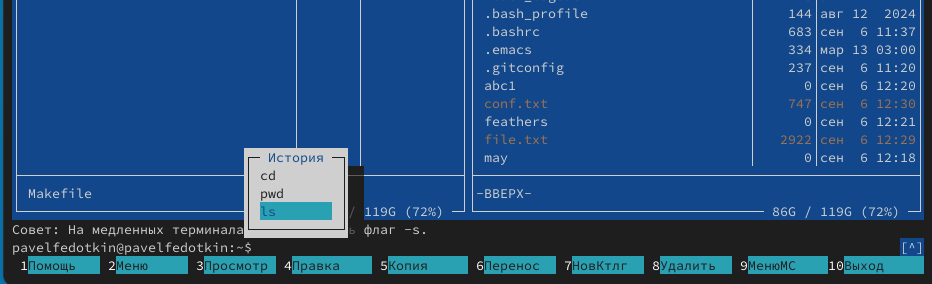 .bash_profile 144 авг 12 2024
.bashrc 683 сен 6 11:37
.emacs 334 мар 13 03:00
.gitconfig 237 сен 6 11:20
abc1 0 сен 6 12:20
conf.txt 747 сен 6 12:30
feathers 0 сен 6 12:21
file.txt 2922 сен 6 12:29
may 0 сен 6 12:18
История
cd
pwd
ls
Makefile
-ВВЕРХ-
/ 119G (72%)
86G / 119G (72%)
Совет: На медленных термина флаг -s.
pavelfedotkin@pavelfedotkin:~$
[^]
1Помощь 2Меню 3Просмотр 4Правка 5Копия 6Перенос 7НовКтлг 8Удалить 9МенюMC 10Выход